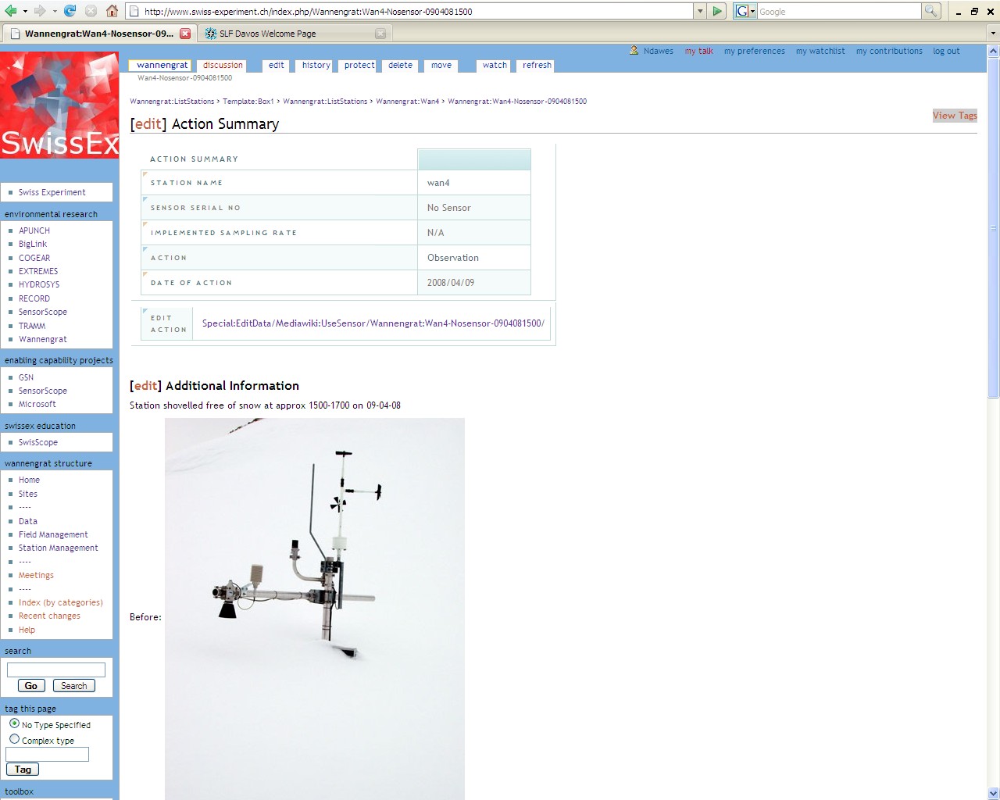 http://www.swiss-experiment.ch/index.php/Wannengrat:Wan4-Nosensor-0904081500
G Google
Wannengrat:Wan4-Nosensor-09... SLF Davos Welcome Page
Ndawes my talk my preferences my watchlist my contributions log out
wannengrat discussion edit history protect delete move watch refresh
Wan4-Nosensor-0904081500
Wannengrat:ListStations > Template:Box1 > Wannengrat:ListStations > Wannengrat:Wan4 > Wannengrat:Wan4-Nosensor-0904081500
View Tags
[edit] Action Summary
ACTION SUMMARY
STATION NAME wan4
SENSOR SERIAL NO No Sensor
IMPLEMENTED SAMPLING RATE N/A
ACTION Observation
DATE OF ACTION 2008/04/09
EDIT
ACTION
Special:EditData/Mediawiki:UseSensor/Wannengrat:Wan4-Nosensor-0904081500/
[edit] Additional Information
Station shovelled free of snow at approx 1500-1700 on 09-04-08
Before:
SwissEx
Swiss Experiment
environmental research
APUNCH
BigLink
COGEAR
EXTREMES
HYDROSYS
RECORD
SensorScope
TRAMM
Wannengrat
enabling capability projects
GSN
SensorScope
Microsoft
swissex education
SwisScope
wannengrat structure
Home
Sites
----
Data
Field Management
Station Management
----
Meetings
----
Index (by categories)
Recent changes
Help
search
Go Search
tag this page
No Type Specified
Complex type
Tag
toolbox